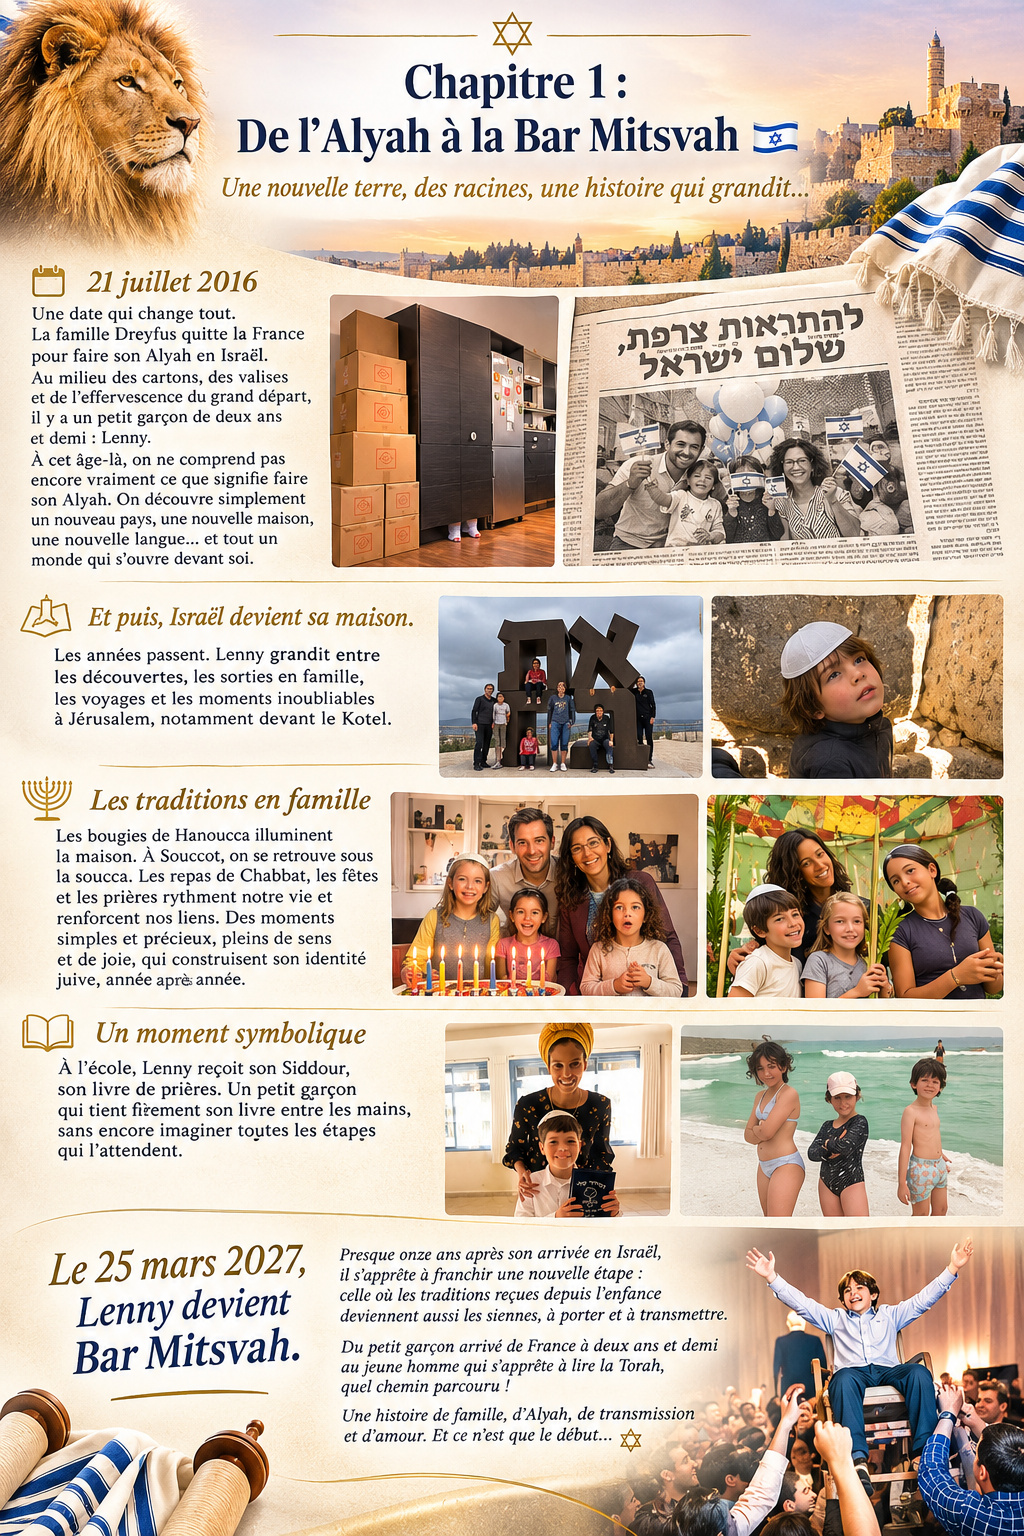 Chapitre 1 :
De l'Alyah à la Bar Mitsvah
Une nouvelle terre, des racines, une histoire qui grandit...
21 juillet 2016
Une date qui change tout.
La famille Dreyfus quitte la France
pour faire son Alyah en Israël.
Au milieu des cartons, des valises
et de l'effervescence du grand départ,
il y a un petit garçon de deux ans
et demi : Lenny.
À cet âge-là, on ne comprend pas
encore vraiment ce que signifie faire
son Alyah. On découvre simplement
un nouveau pays, une nouvelle maison,
une nouvelle langue... et tout un
monde qui s'ouvre devant soi.
להתראות צרפת,
שלום ישראל
Et puis, Israël devient sa maison.
Les années passent. Lenny grandit entre
les découvertes, les sorties en famille,
les voyages et les moments inoubliables
à Jérusalem, notamment devant le Kotel.
Les traditions en famille
Les bougies de Hanoucca illuminent
la maison. À Souccot, on se retrouve sous
la soucca. Les repas de Chabbat, les fêtes
et les prières rythment notre vie et
renforcent nos liens. Des moments
simples et précieux, pleins de sens
et de joie, qui construisent son identité
juive, année après année.
Un moment symbolique
À l'école, Lenny reçoit son Siddour,
son livre de prières. Un petit garçon
qui tient fièrement son livre entre les mains,
sans encore imaginer toutes les étapes
qui l'attendent.
Le 25 mars 2027,
Lenny devient
Bar Mitsvah.
Presque onze ans après son arrivée en Israël,
il s'apprête à franchir une nouvelle étape :
celle où les traditions reçues depuis l'enfance
deviennent aussi les siennes, à porter et à transmettre.
Du petit garçon arrivé de France à deux ans et demi
au jeune homme qui s'apprête à lire la Torah,
quel chemin parcouru !
Une histoire de famille, d'Alyah, de transmission
et d'amour. Et ce n'est que le début...